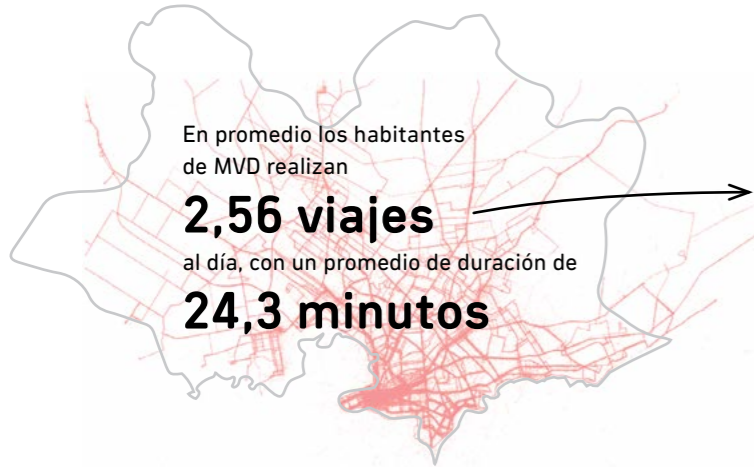 En promedio los habitantes
de MVD realizan
2,56 viajes
al día, con un promedio de duración de
24,3 minutos